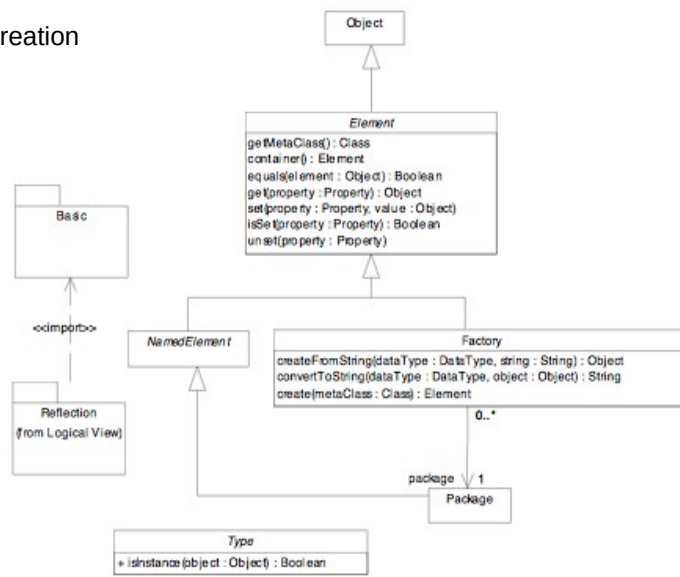 reation
Object
Element
getMetaClass() : Class
container() : Element
equals(element : Object) : Boolean
get(property : Property) : Object
set(property : Property, value : Object)
isSet(property : Property) : Boolean
unset(property : Property)
Basic
<<import>>
Reflection
(from Logical View)
NamedElement
Factory
createFromString(dataType : DataType, string : String) : Object
convertToString(dataType : DataType, object : Object) : String
create(metaClass : Class) : Element
0..*
package
1
Package
Type
+ isInstance(object : Object) : Boolean